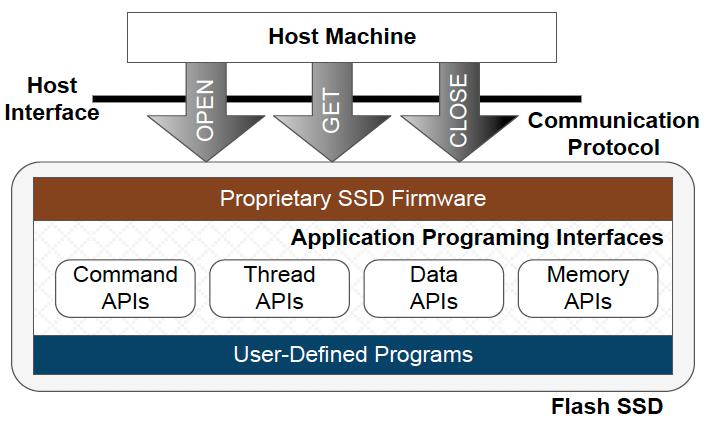 Host Machine
Host
Interface
OPEN
GET
CLOSE
Communication
Protocol
Proprietary SSD Firmware
Application Programing Interfaces
Command
APIs
Thread
APIs
Data
APIs
Memory
APIs
User-Defined Programs
Flash SSD